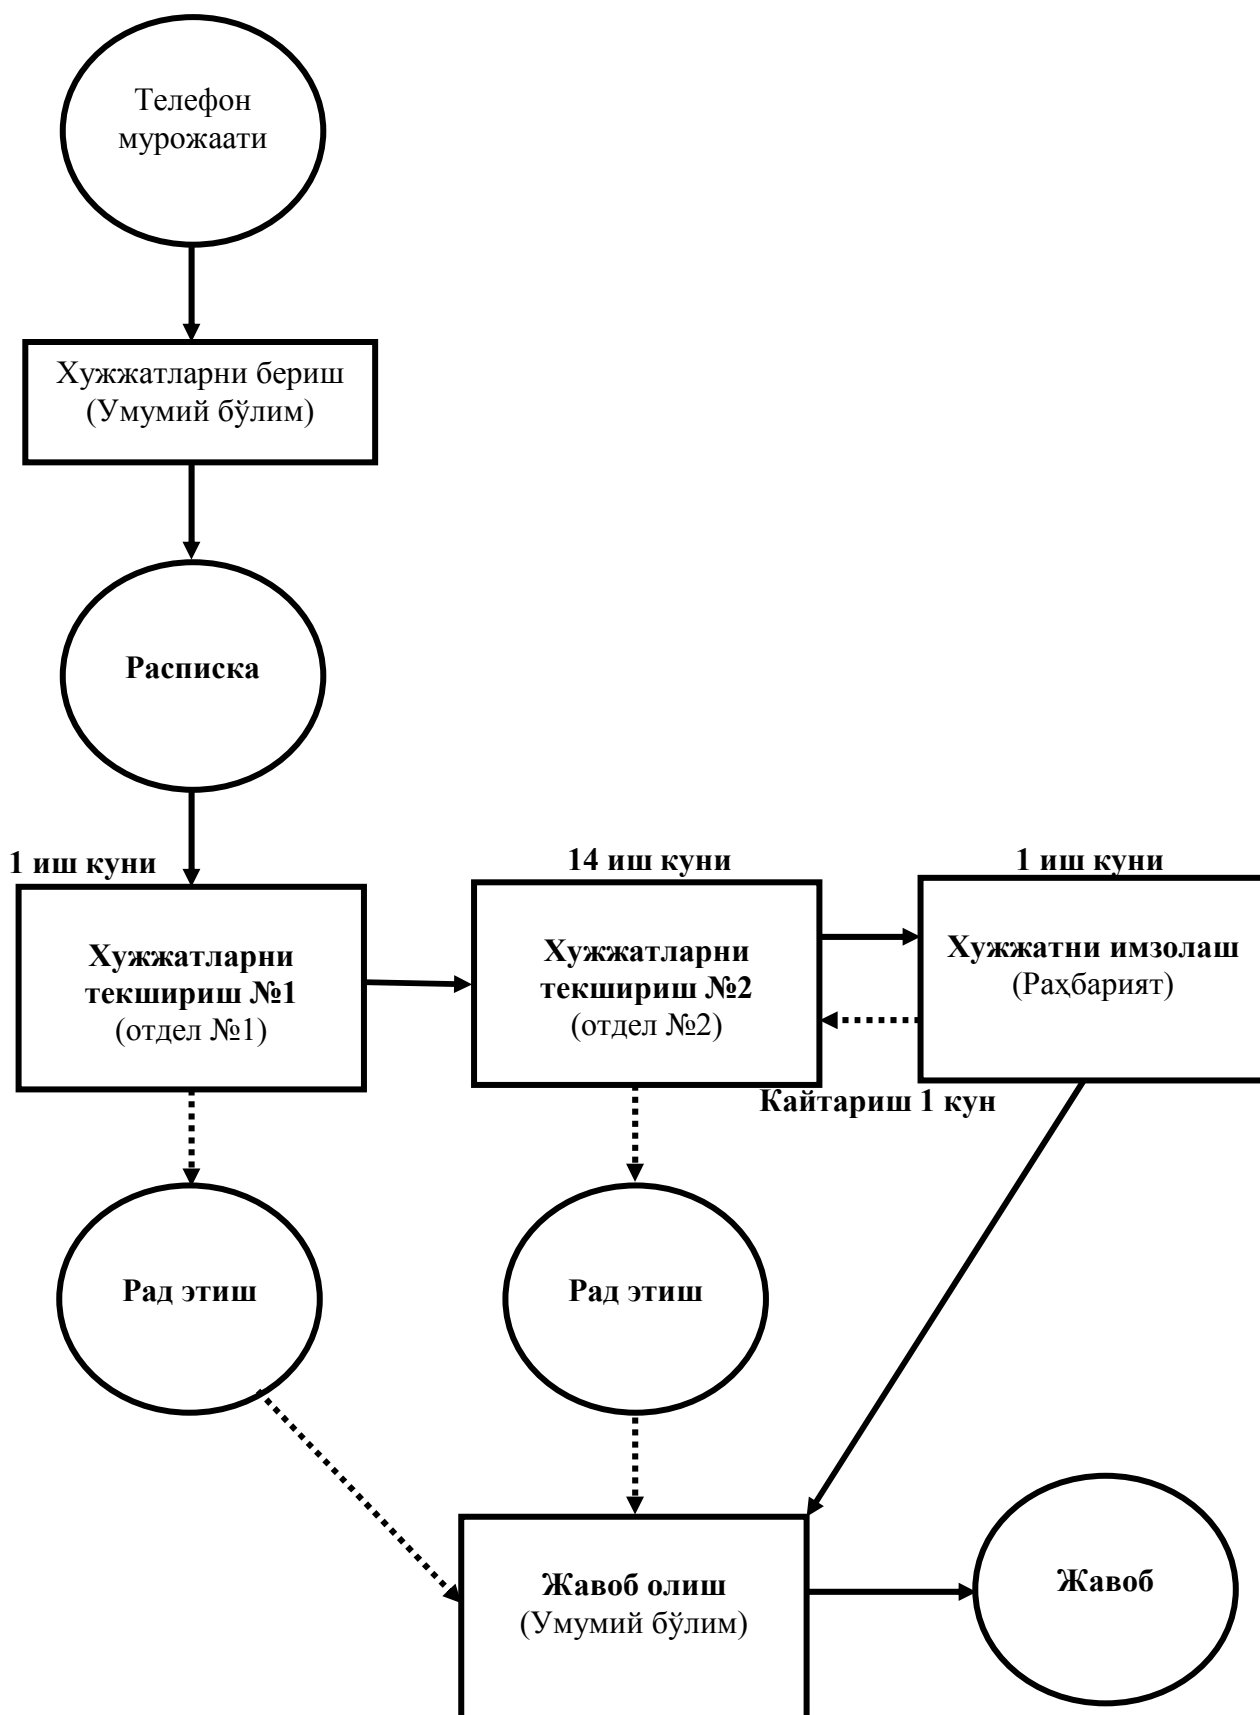 Телефон
мурожаати
Хужжатларни бериш
(Умумий бўлим)
Расписка
1 иш куни
14 иш куни
1 иш куни
Хужжатларни
текшириш №1
(отдел №1)
Хужжатларни
текшириш №2
(отдел №2)
Хужжатни имзолаш
(Раҳбарият)
Кайтариш 1 кун
Рад этиш
Рад этиш
Жавоб олиш
(Умумий бўлим)
Жавоб